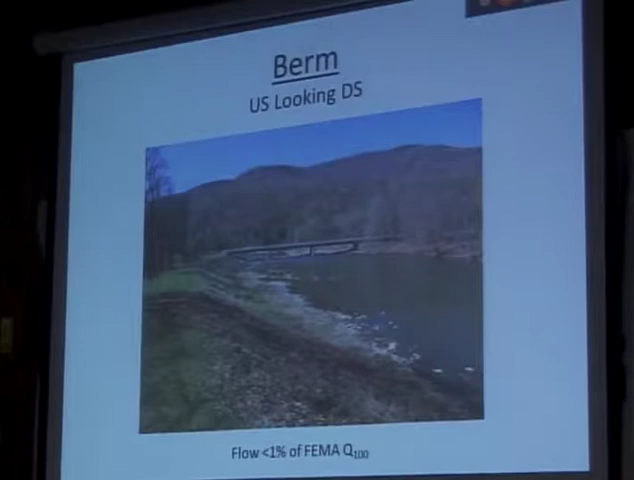 Berm
US Looking DS
Flow <1% of FEMA Q₁₀₀